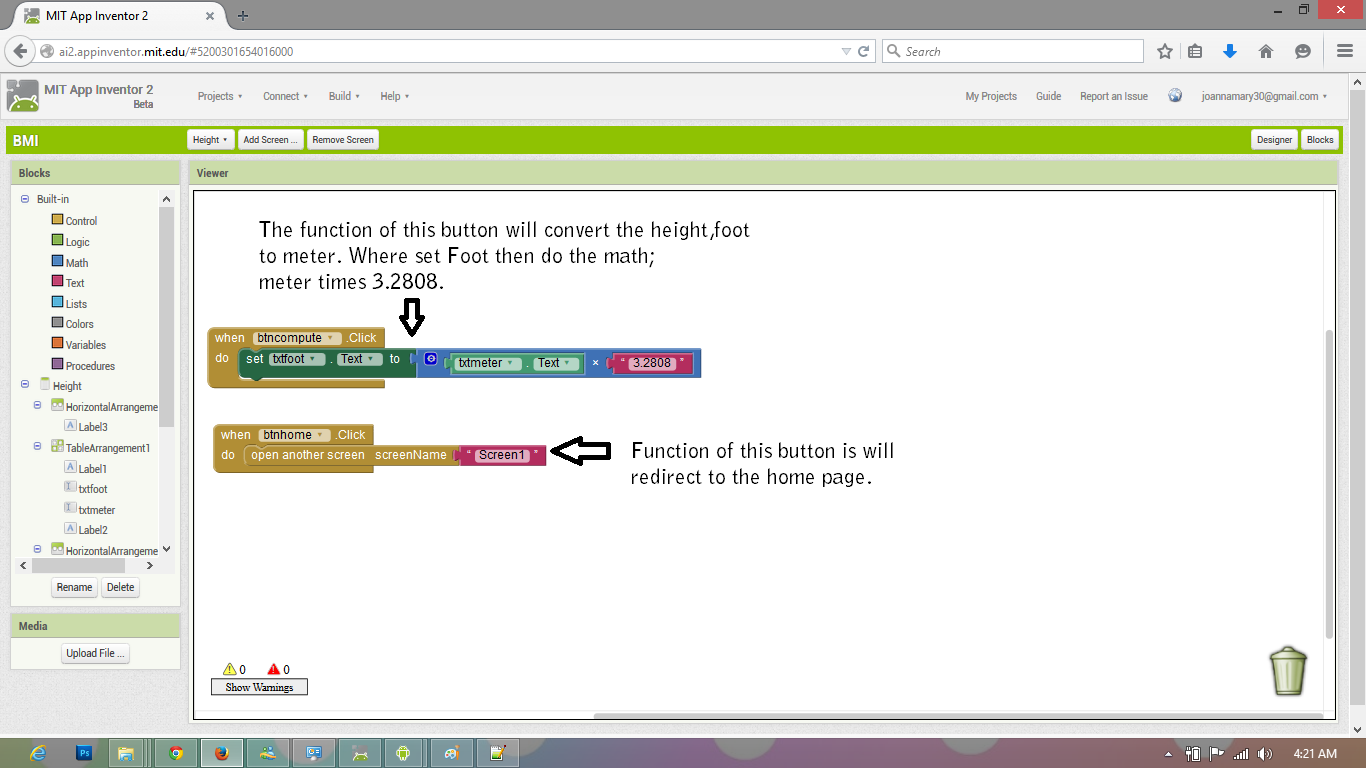 MIT App Inventor 2
ai2.appinventor.mit.edu/#5200301654016000
Search
MIT App Inventor 2
Beta
Projects
Connect
Build
Help
My Projects
Guide
Report an Issue
joannamary30@gmail.com
BMI
Height
Add Screen ...
Remove Screen
Designer
Blocks
Blocks
Built-in
Control
Logic
Math
Text
Lists
Colors
Variables
Procedures
Height
HorizontalArrangeme
A Label3
TableArrangement1
A Label1
txtfoot
txtmeter
A Label2
HorizontalArrangeme
Rename
Delete
Media
Upload File ...
Viewer
The function of this button will convert the height,foot
to meter. Where set Foot then do the math;
meter times 3.2808.
when btncompute .Click
do set txtfoot . Text to txtmeter . Text × “ 3.2808 ”
when btnhome .Click
do open another screen screenName “ Screen1 ”
Function of this button is will
redirect to the home page.
0 0
Show Warnings
Ps
4:21 AM